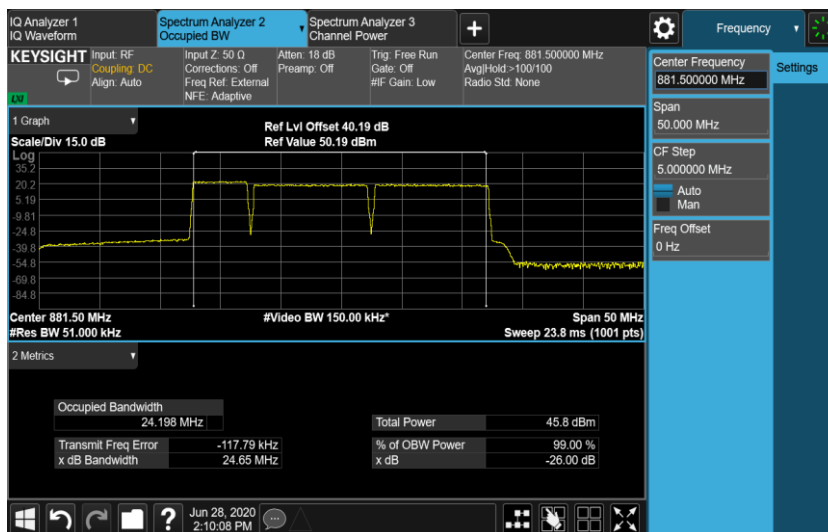 IQ Analyzer 1
IQ Waveform
Spectrum Analyzer 2
Occupied BW
Spectrum Analyzer 3
Channel Power
Frequency
KEYSIGHT
LXI
Input: RF
Coupling: DC
Align: Auto
Input Z: 50 Ω
Corrections: Off
Freq Ref: External
NFE: Adaptive
Atten: 18 dB
Preamp: Off
Trig: Free Run
Gate: Off
#IF Gain: Low
Center Freq: 881.500000 MHz
Avg|Hold:>100/100
Radio Std: None
Center Frequency
881.500000 MHz
Settings
Span
50.000 MHz
CF Step
5.000000 MHz
Auto
Man
Freq Offset
0 Hz
1 Graph
Scale/Div 15.0 dB
Ref Lvl Offset 40.19 dB
Ref Value 50.19 dBm
Log
35.2
20.2
5.19
-9.81
-24.8
-39.8
-54.8
-69.8
-84.8
Center 881.50 MHz
#Video BW 150.00 kHz*
Span 50 MHz
#Res BW 51.000 kHz
Sweep 23.8 ms (1001 pts)
2 Metrics
Occupied Bandwidth
24.198 MHz
Total Power 45.8 dBm
Transmit Freq Error -117.79 kHz
% of OBW Power 99.00 %
x dB Bandwidth 24.65 MHz
x dB -26.00 dB
?
Jun 28, 2020
2:10:08 PM